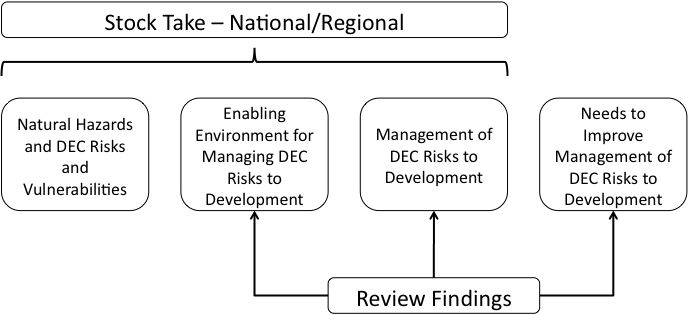 Stock Take – National/Regional
Natural Hazards
and DEC Risks
and
Vulnerabilities
Enabling
Environment for
Managing DEC
Risks to
Development
Management of
DEC Risks to
Development
Needs to
Improve
Management of
DEC Risks to
Development
Review Findings